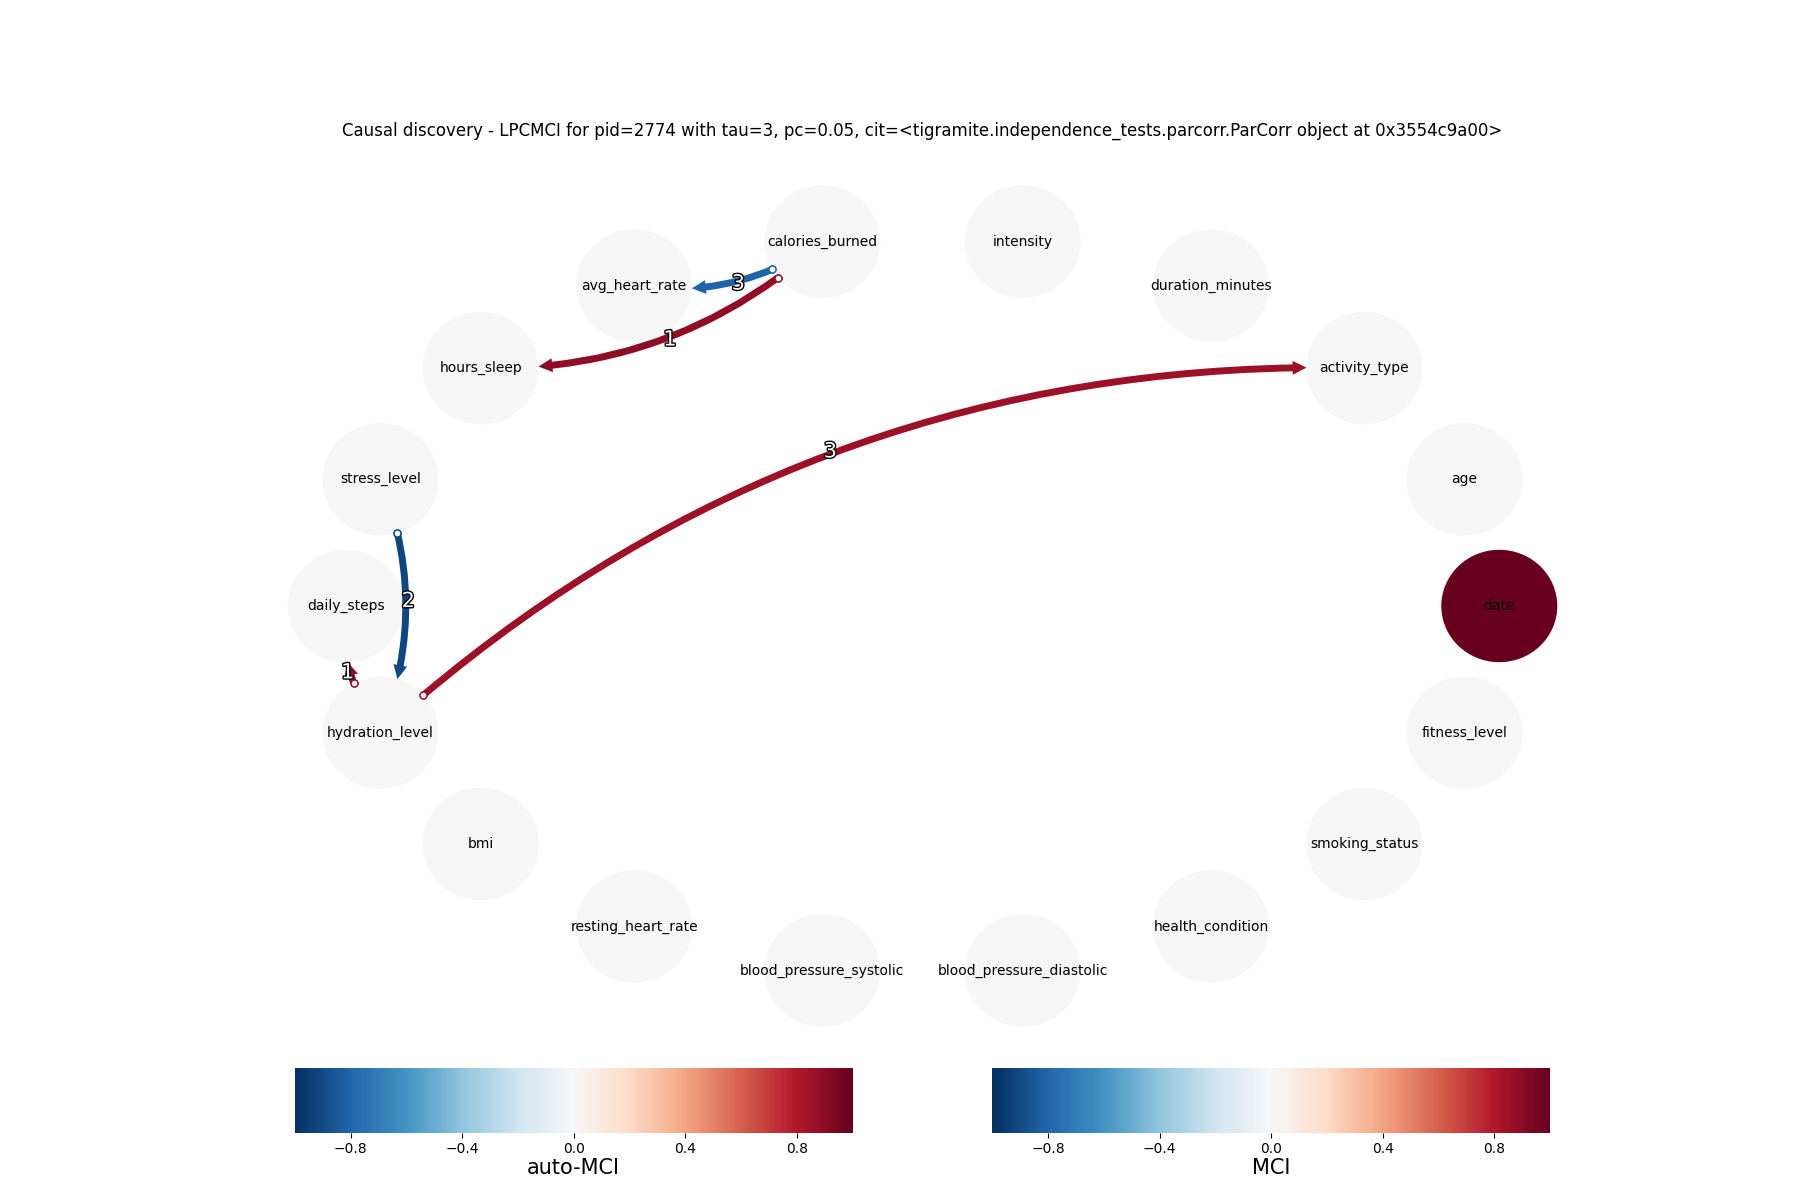 Causal discovery - LPCMCI for pid=2774 with tau=3, pc=0.05, cit=<tigramite.independence_tests.parcorr.ParCorr object at 0x3554c9a00>
calories_burned
intensity
avg_heart_rate
3
duration_minutes
1
hours_sleep
activity_type
3
stress_level
age
daily_steps
2
date
1
hydration_level
fitness_level
bmi
smoking_status
resting_heart_rate
health_condition
blood_pressure_systolic
blood_pressure_diastolic
−0.8 −0.4 0.0 0.4 0.8
auto-MCI
−0.8 −0.4 0.0 0.4 0.8
MCI